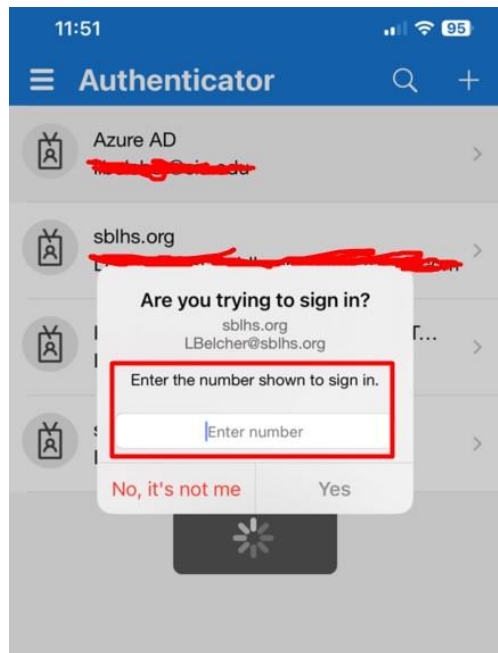 11:51
95
Authenticator
Azure AD
sblhs.org
Are you trying to sign in?
sblhs.org
LBelcher@sblhs.org
T...
Enter the number shown to sign in.
Enter number
No, it's not me
Yes